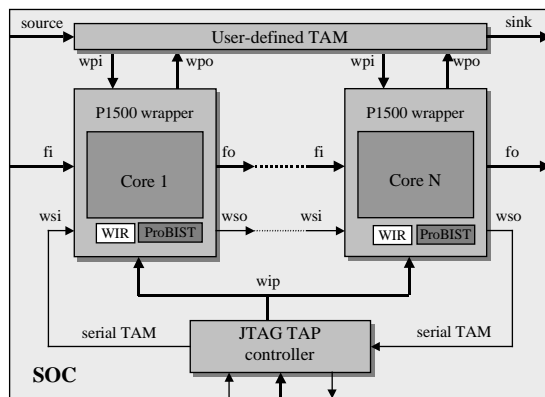 source
User-defined TAM
sink
wpi
wpo
wpi
wpo
P1500 wrapper
P1500 wrapper
fi
Core 1
fo
fi
Core N
fo
wsi
wso
wsi
wso
WIR
ProBIST
WIR
ProBIST
wip
serial TAM
JTAG TAP
controller
serial TAM
SOC